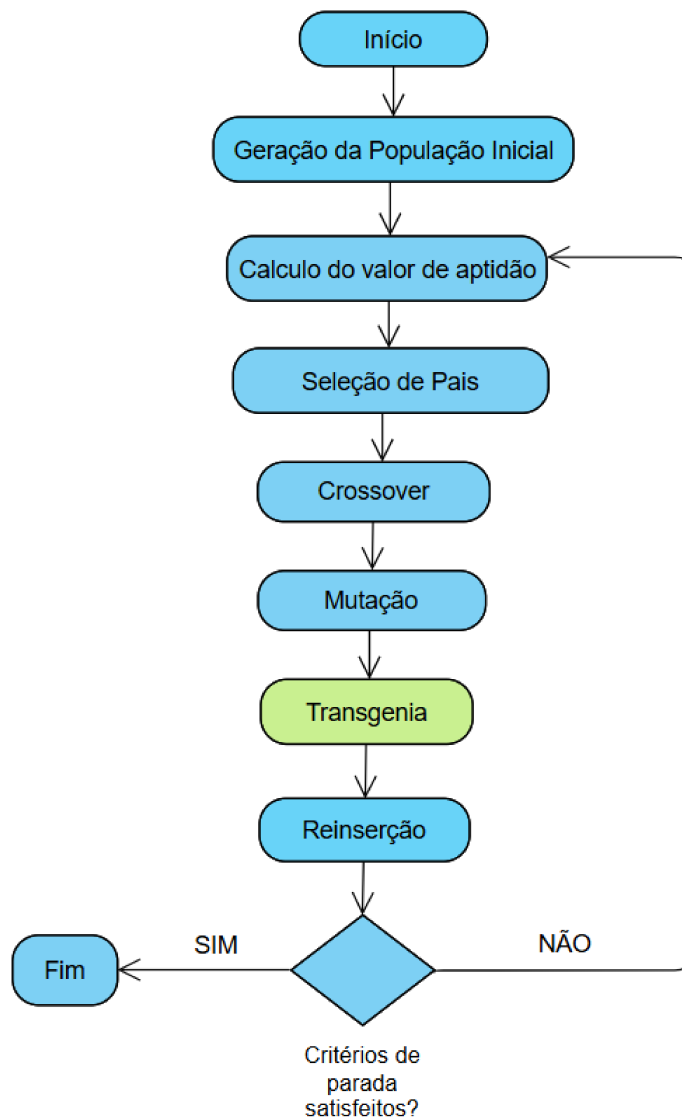 Início
Geração da População Inicial
Calculo do valor de aptidão
Seleção de Pais
Crossover
Mutação
Transgenia
Reinserção
SIM
NÃO
Fim
Critérios de
parada
satisfeitos?